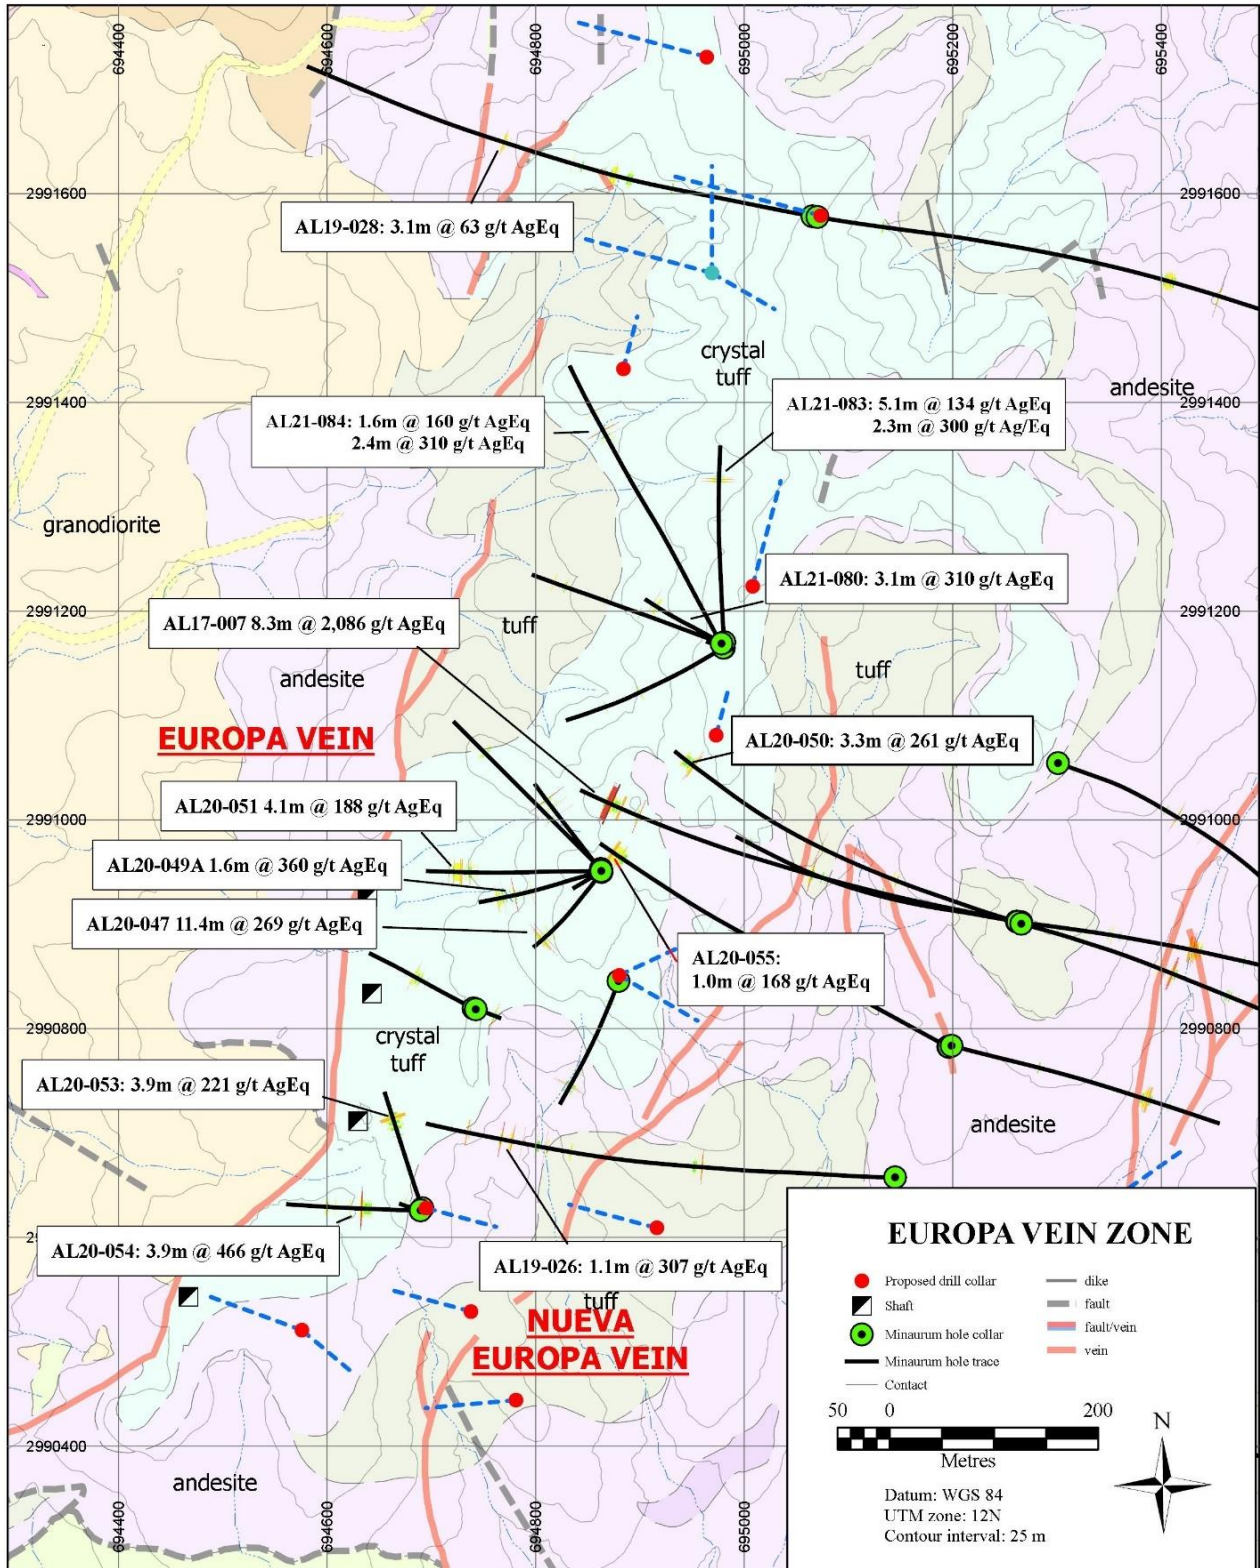 694400
694600
694800
695000
695200
695400
2991600
AL19-028: 3.1m @ 63 g/t AgEq
crystal
tuff
andesite
2991400
AL21-084: 1.6m @ 160 g/t AgEq
2.4m @ 310 g/t AgEq
AL21-083: 5.1m @ 134 g/t AgEq
2.3m @ 300 g/t Ag/Eq
granodiorite
AL21-080: 3.1m @ 310 g/t AgEq
2991200
AL17-007 8.3m @ 2,086 g/t AgEq
tuff
tuff
andesite
EUROPA VEIN
AL20-050: 3.3m @ 261 g/t AgEq
AL20-051 4.1m @ 188 g/t AgEq
2991000
AL20-049A 1.6m @ 360 g/t AgEq
AL20-047 11.4m @ 269 g/t AgEq
AL20-055:
1.0m @ 168 g/t AgEq
2990800
crystal
tuff
AL20-053: 3.9m @ 221 g/t AgEq
andesite
AL20-054: 3.9m @ 466 g/t AgEq
AL19-026: 1.1m @ 307 g/t AgEq
tuff
NUEVA
EUROPA VEIN
2990400
andesite
694400
694600
694800
695000
EUROPA VEIN ZONE
Proposed drill collar
Shaft
Minaurum hole collar
Minaurum hole trace
Contact
dike
fault
fault/vein
vein
50 0 200
Metres
N
Datum: WGS 84
UTM zone: 12N
Contour interval: 25 m